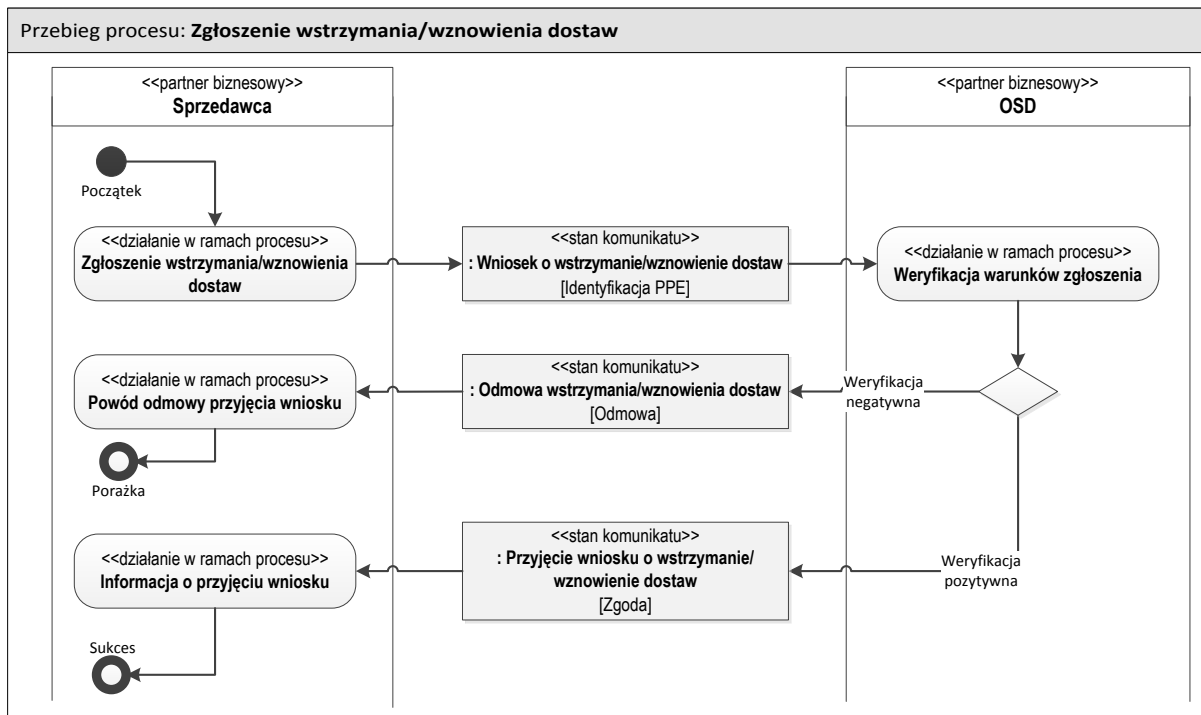 Przebieg procesu: Zgłoszenie wstrzymania/wznowienia dostaw
<<partner biznesowy>>
Sprzedawca
<<partner biznesowy>>
OSD
Początek
<<działanie w ramach procesu>>
Zgłoszenie wstrzymania/wznowienia
dostaw
<<stan komunikatu>>
: Wniosek o wstrzymanie/wznowienie dostaw
[Identyfikacja PPE]
<<działanie w ramach procesu>>
Weryfikacja warunków zgłoszenia
<<działanie w ramach procesu>>
Powód odmowy przyjęcia wniosku
<<stan komunikatu>>
: Odmowa wstrzymania/wznowienia dostaw
[Odmowa]
Weryfikacja
negatywna
Porażka
<<działanie w ramach procesu>>
Informacja o przyjęciu wniosku
<<stan komunikatu>>
: Przyjęcie wniosku o wstrzymanie/
wznowienie dostaw
[Zgoda]
Weryfikacja
pozytywna
Sukces